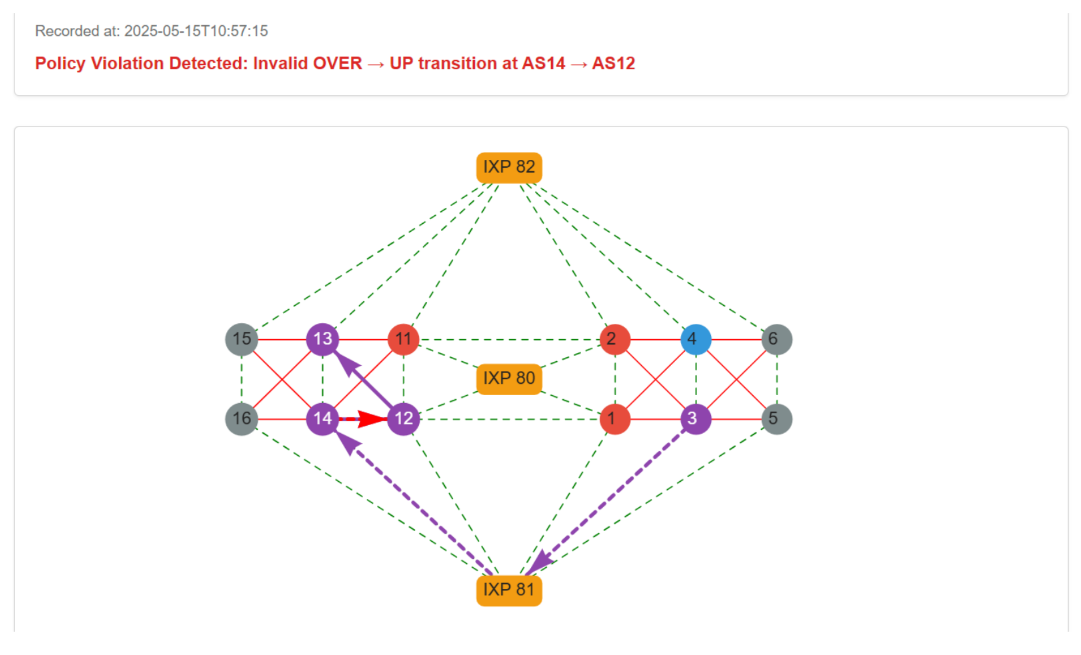 Recorded at: 2025-05-15T10:57:15
Policy Violation Detected: Invalid OVER → UP transition at AS14 → AS12
IXP 82
15 13 11 2 4 6
IXP 80
16 14 12 1 3 5
IXP 81